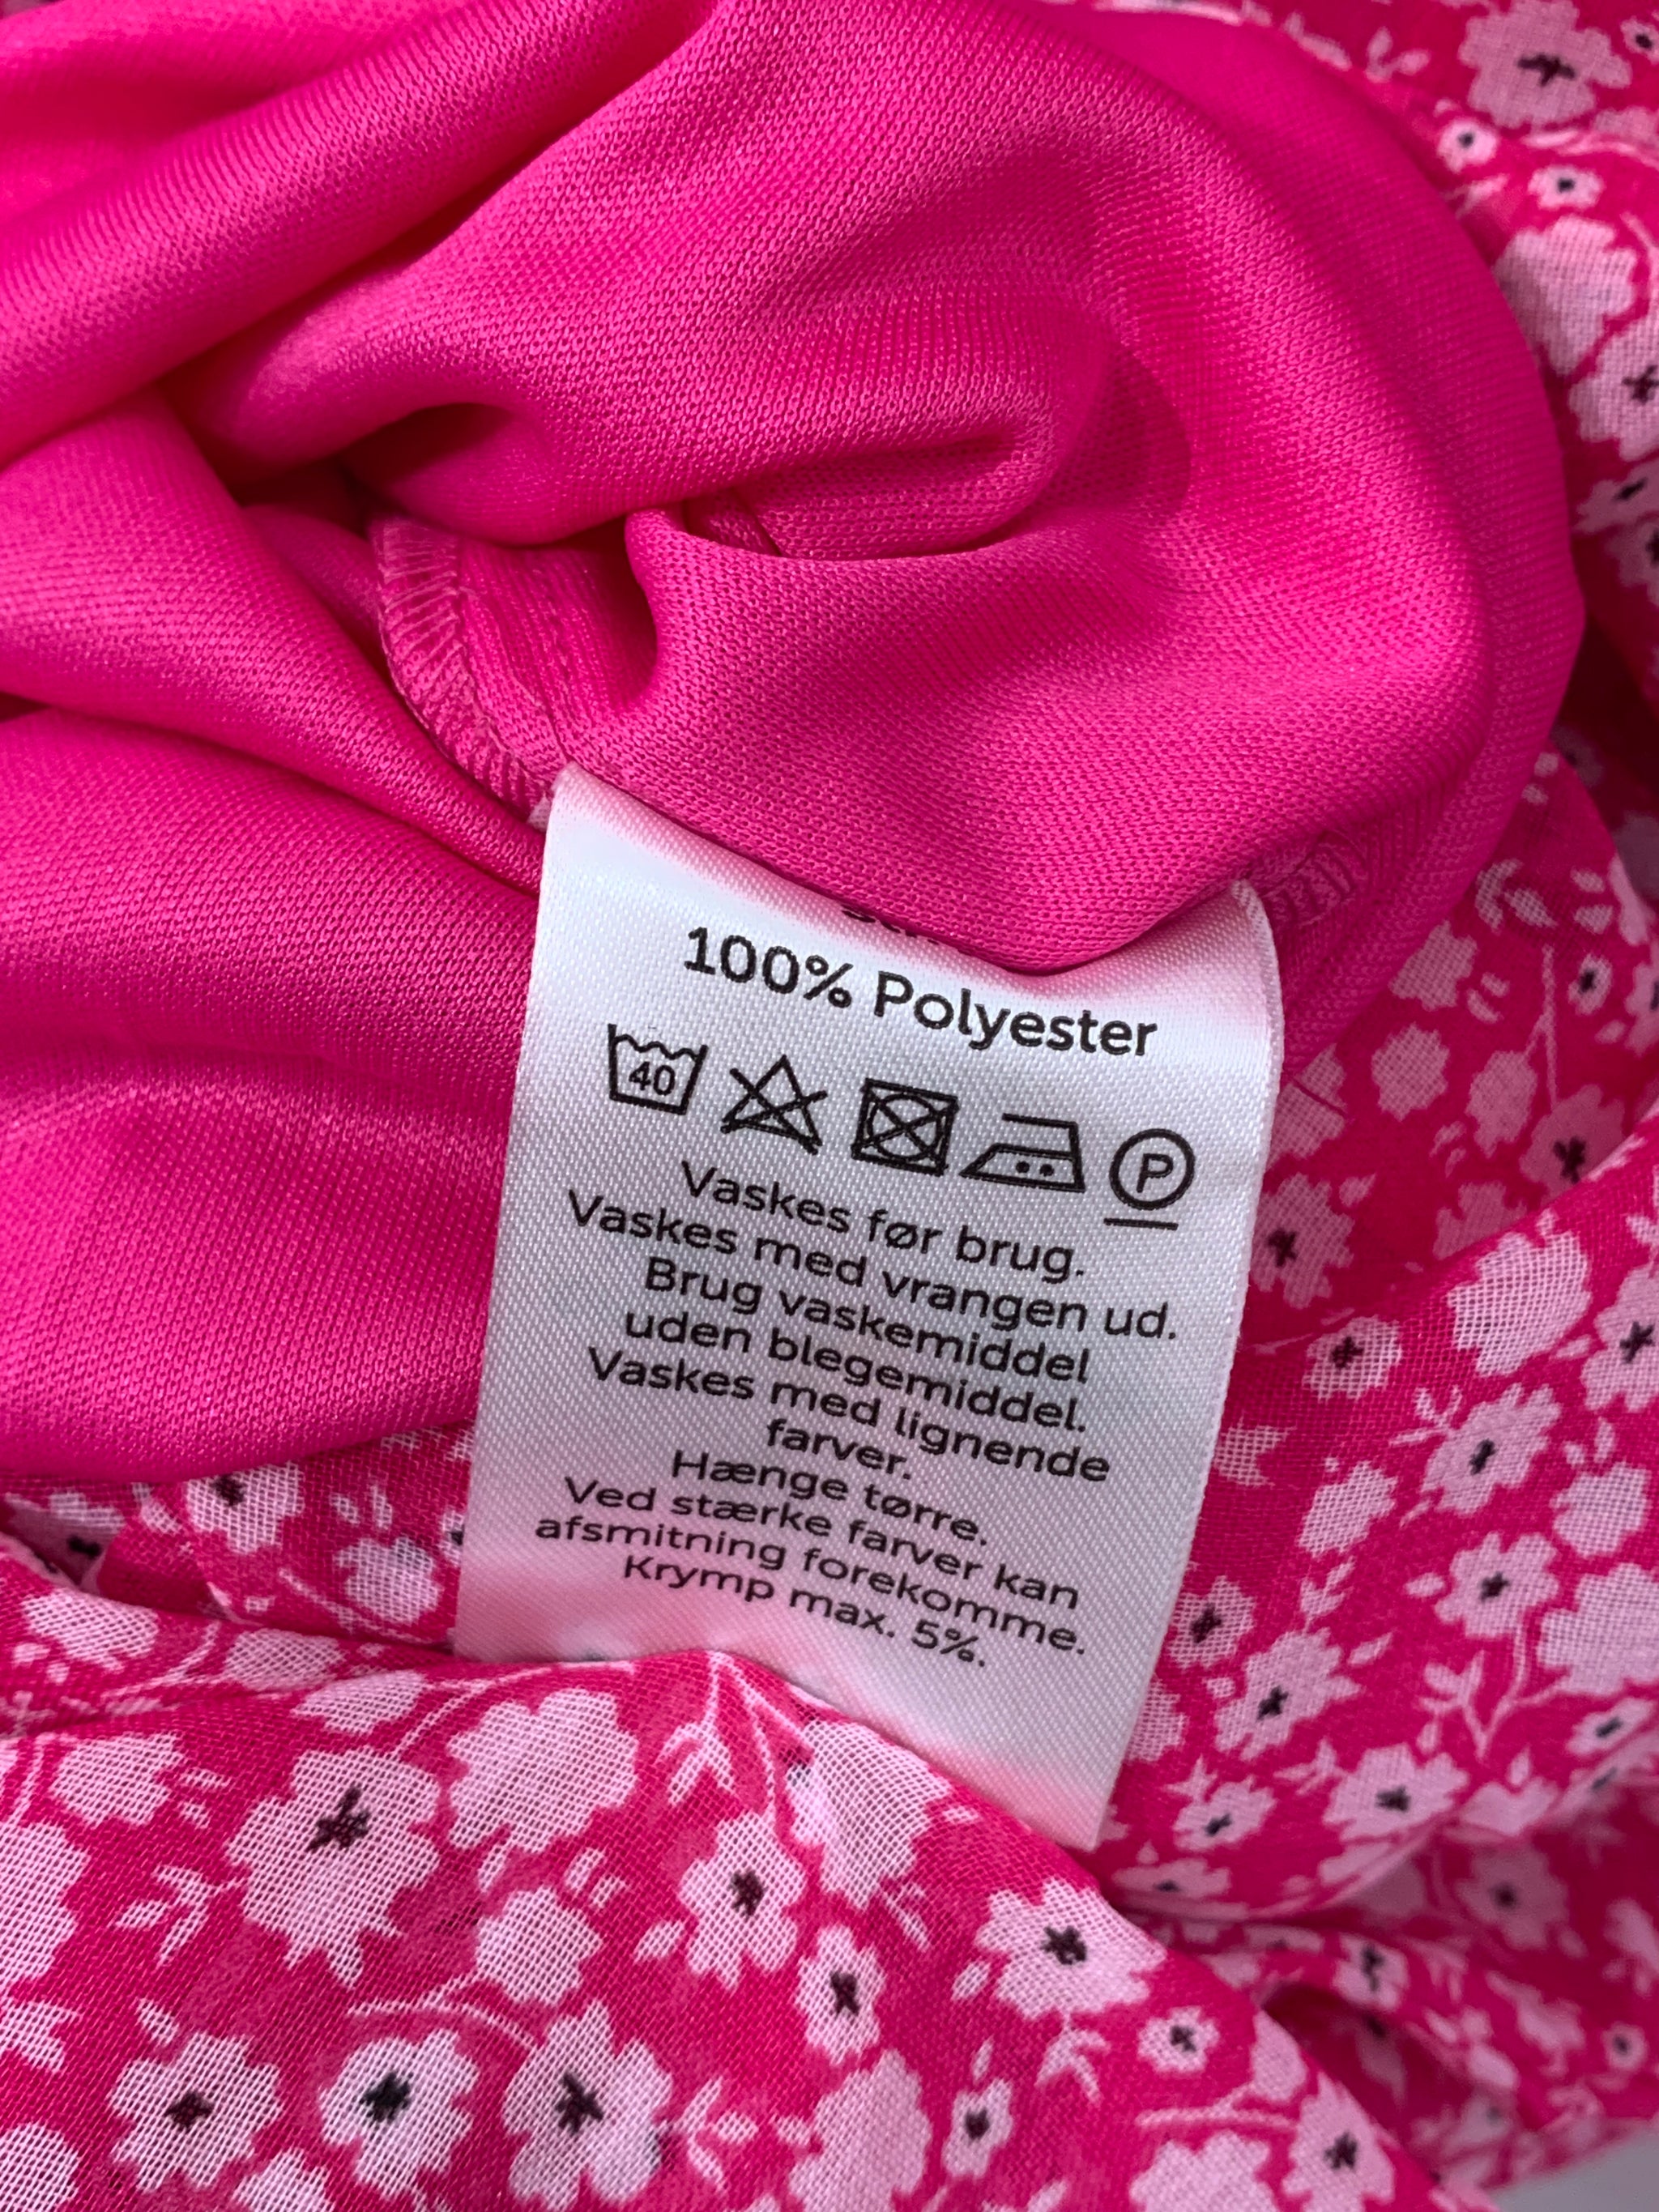 100% Polyester
40
P
Vaskes før brug.
Vaskes med vrangen ud.
Brug vaskemiddel
uden blegemiddel.
Vaskes med lignende
farver.
Hænge tørre.
Ved stærke farver kan
afsmitning forekomme.
Krymp max. 5%.